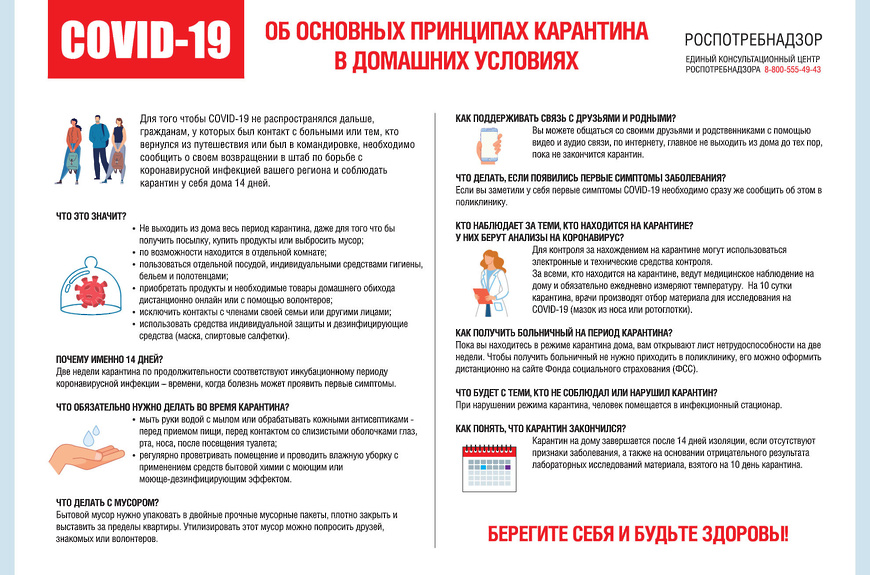 COVID-19
ОБ ОСНОВНЫХ ПРИНЦИПАХ КАРАНТИНА
В ДОМАШНИХ УСЛОВИЯХ
РОСПОТРЕБНАДЗОР
ЕДИНЫЙ КОНСУЛЬТАЦИОННЫЙ ЦЕНТР
РОСПОТРЕБНАДЗОРА 8-800-555-49-43
Для того чтобы COVID-19 не распространялся дальше,
гражданам, у которых был контакт с больными или тем, кто
вернулся из путешествия или был в командировке, необходимо
сообщить о своем возвращении в штаб по борьбе с
коронавирусной инфекцией вашего региона и соблюдать
карантин у себя дома 14 дней.
ЧТО ЭТО ЗНАЧИТ?
• Не выходить из дома весь период карантина, даже для того что бы
получить посылку, купить продукты или выбросить мусор;
• по возможности находится в отдельной комнате;
• пользоваться отдельной посудой, индивидуальными средствами гигиены,
бельем и полотенцами;
• приобретать продукты и необходимые товары домашнего обихода
дистанционно онлайн или с помощью волонтеров;
• исключить контакты с членами своей семьи или другими лицами;
• использовать средства индивидуальной защиты и дезинфицирующие
средства (маска, спиртовые салфетки).
ПОЧЕМУ ИМЕННО 14 ДНЕЙ?
Две недели карантина по продолжительности соответствуют инкубационному периоду
коронавирусной инфекции – времени, когда болезнь может проявить первые симптомы.
ЧТО ОБЯЗАТЕЛЬНО НУЖНО ДЕЛАТЬ ВО ВРЕМЯ КАРАНТИНА?
• мыть руки водой с мылом или обрабатывать кожными антисептиками -
перед приемом пищи, перед контактом со слизистыми оболочками глаз,
рта, носа, после посещения туалета;
• регулярно проветривать помещение и проводить влажную уборку с
применением средств бытовой химии с моющим или
моюще-дезинфицирующим эффектом.
ЧТО ДЕЛАТЬ С МУСОРОМ?
Бытовой мусор нужно упаковать в двойные прочные мусорные пакеты, плотно закрыть и
выставить за пределы квартиры. Утилизировать этот мусор можно попросить друзей,
знакомых или волонтеров.
КАК ПОДДЕРЖИВАТЬ СВЯЗЬ С ДРУЗЬЯМИ И РОДНЫМИ?
Вы можете общаться со своими друзьями и родственниками с помощью
видео и аудио связи, по интернету, главное не выходить из дома до тех пор,
пока не закончится карантин.
ЧТО ДЕЛАТЬ, ЕСЛИ ПОЯВИЛИСЬ ПЕРВЫЕ СИМПТОМЫ ЗАБОЛЕВАНИЯ?
Если вы заметили у себя первые симптомы COVID-19 необходимо сразу же сообщить об этом в
поликлинику.
КТО НАБЛЮДАЕТ ЗА ТЕМИ, КТО НАХОДИТСЯ НА КАРАНТИНЕ?
У НИХ БЕРУТ АНАЛИЗЫ НА КОРОНАВИРУС?
Для контроля за нахождением на карантине могут использоваться
электронные и технические средства контроля.
За всеми, кто находится на карантине, ведут медицинское наблюдение на
дому и обязательно ежедневно измеряют температуру. На 10 сутки
карантина, врачи производят отбор материала для исследования на
COVID-19 (мазок из носа или ротоглотки).
КАК ПОЛУЧИТЬ БОЛЬНИЧНЫЙ НА ПЕРИОД КАРАНТИНА?
Пока вы находитесь в режиме карантина дома, вам открывают лист нетрудоспособности на две
недели. Чтобы получить больничный не нужно приходить в поликлинику, его можно оформить
дистанционно на сайте Фонда социального страхования (ФСС).
ЧТО БУДЕТ С ТЕМИ, КТО НЕ СОБЛЮДАЛ ИЛИ НАРУШИЛ КАРАНТИН?
При нарушении режима карантина, человек помещается в инфекционный стационар.
КАК ПОНЯТЬ, ЧТО КАРАНТИН ЗАКОНЧИЛСЯ?
Карантин на дому завершается после 14 дней изоляции, если отсутствуют
признаки заболевания, а также на основании отрицательного результата
лабораторных исследований материала, взятого на 10 день карантина.
БЕРЕГИТЕ СЕБЯ И БУДЬТЕ ЗДОРОВЫ!